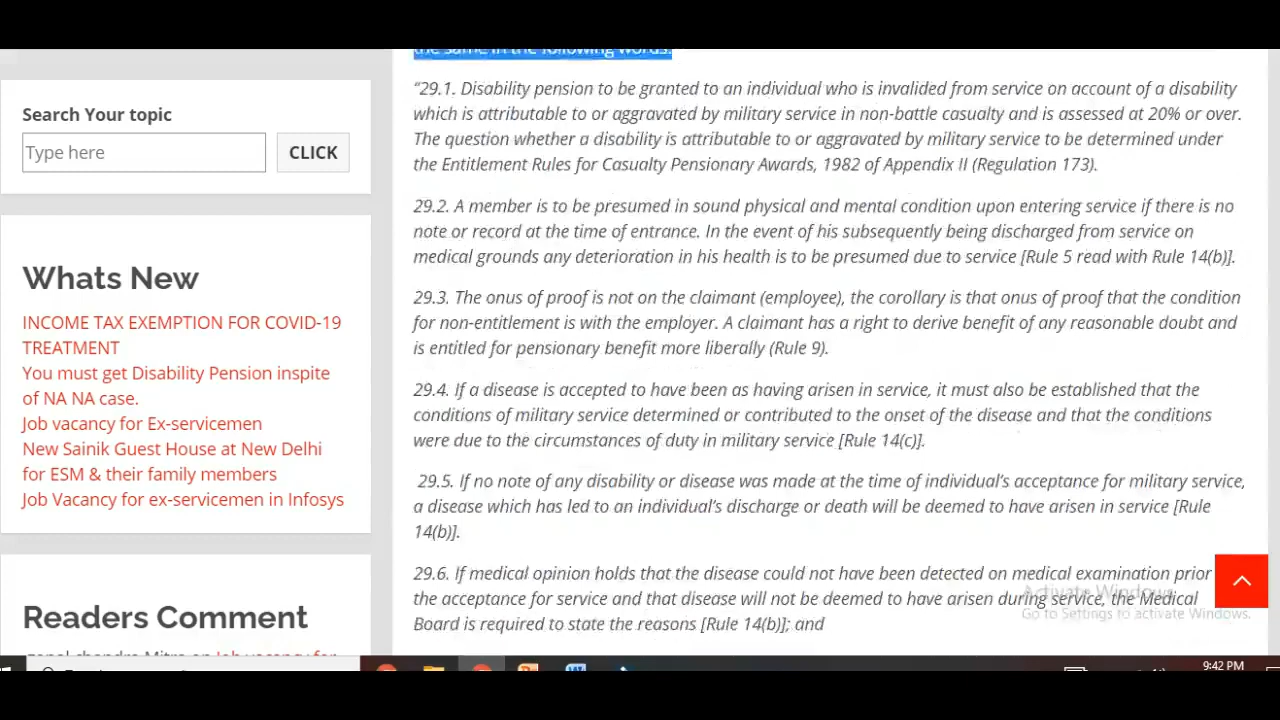 the same in the following words:
“29.1. Disability pension to be granted to an individual who is invalided from service on account of a disability
which is attributable to or aggravated by military service in non-battle casualty and is assessed at 20% or over.
The question whether a disability is attributable to or aggravated by military service to be determined under
the Entitlement Rules for Casualty Pensionary Awards, 1982 of Appendix II (Regulation 173).
29.2. A member is to be presumed in sound physical and mental condition upon entering service if there is no
note or record at the time of entrance. In the event of his subsequently being discharged from service on
medical grounds any deterioration in his health is to be presumed due to service [Rule 5 read with Rule 14(b)].
29.3. The onus of proof is not on the claimant (employee), the corollary is that onus of proof that the condition
for non-entitlement is with the employer. A claimant has a right to derive benefit of any reasonable doubt and
is entitled for pensionary benefit more liberally (Rule 9).
29.4. If a disease is accepted to have been as having arisen in service, it must also be established that the
conditions of military service determined or contributed to the onset of the disease and that the conditions
were due to the circumstances of duty in military service [Rule 14(c)].
29.5. If no note of any disability or disease was made at the time of individual’s acceptance for military service,
a disease which has led to an individual’s discharge or death will be deemed to have arisen in service [Rule
14(b)].
29.6. If medical opinion holds that the disease could not have been detected on medical examination prior
the acceptance for service and that disease will not be deemed to have arisen during service, the Medical
Board is required to state the reasons [Rule 14(b)]; and
Search Your topic
Type here
CLICK
Whats New
INCOME TAX EXEMPTION FOR COVID-19
TREATMENT
You must get Disability Pension inspite
of NA NA case.
Job vacancy for Ex-servicemen
New Sainik Guest House at New Delhi
for ESM & their family members
Job Vacancy for ex-servicemen in Infosys
Readers Comment
Activate Windows
Go to Settings to activate Windows.
9:42 PM